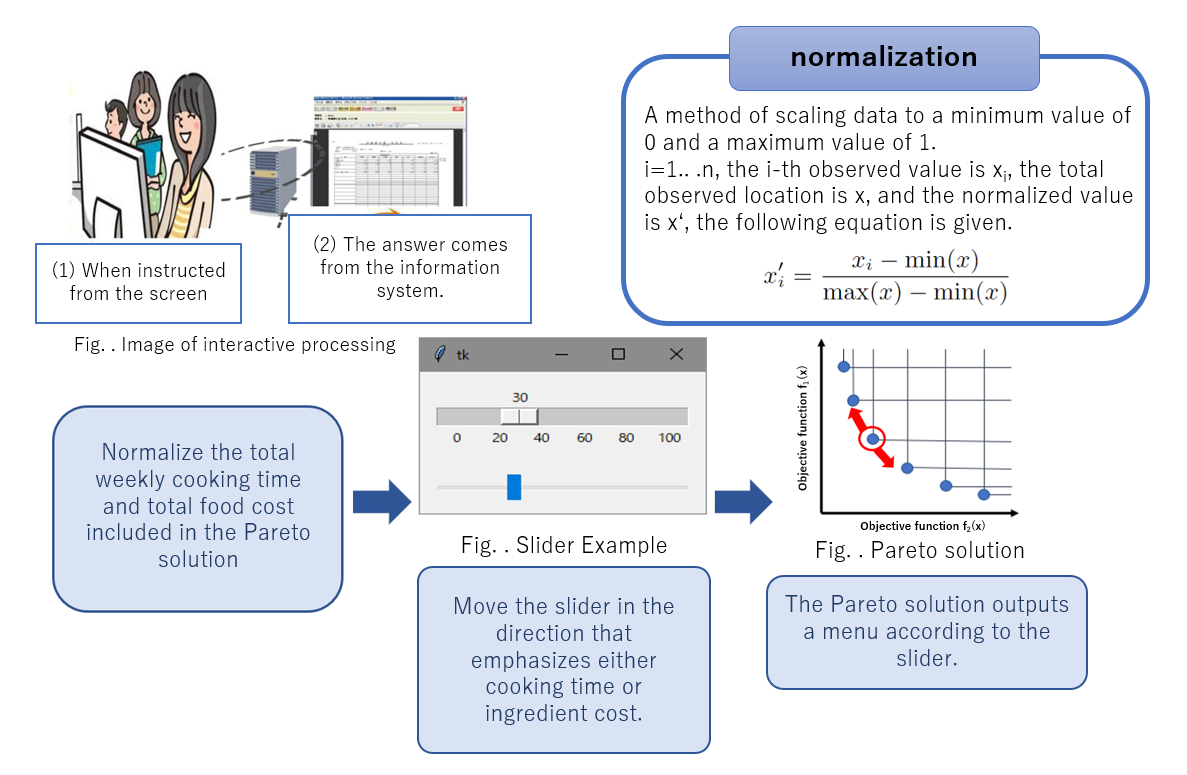 normalization
A method of scaling data to a minimum value of
0 and a maximum value of 1.
i=1.. .n, the i-th observed value is xᵢ, the total
observed location is x, and the normalized value
is x‘, the following equation is given.
x′ᵢ = (xᵢ − min(x)) / (max(x) − min(x))
(1) When instructed
from the screen
(2) The answer comes
from the information
system.
Fig. . Image of interactive processing
Normalize the total
weekly cooking time
and total food cost
included in the Pareto
solution
tk
30
0 20 40 60 80 100
Fig. . Slider Example
Move the slider in the
direction that
emphasizes either
cooking time or
ingredient cost.
Objective function f₁(x)
Objective function f₂(x)
Fig. . Pareto solution
The Pareto solution outputs
a menu according to the
slider.